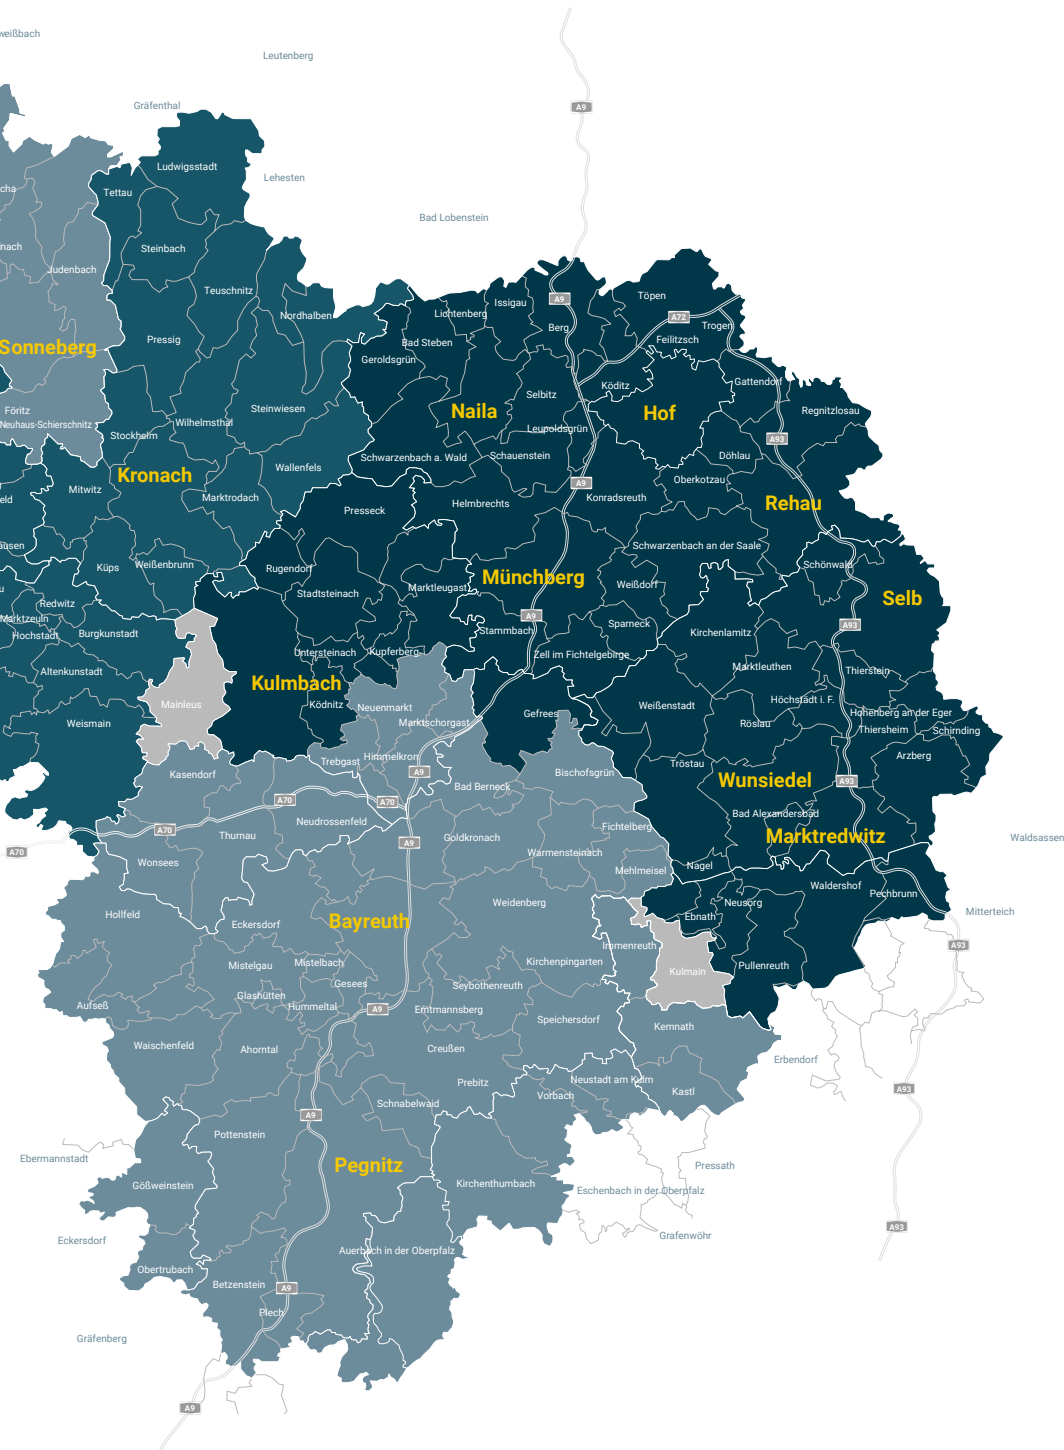 weißbach
Leutenberg
A9
Gräfenthal
Ludwigsstadt
Lehesten
Tettau
cha
Bad Lobenstein
nach
Steinbach
Judenbach
Teuschnitz
Töpen
Issigau
A9
Nordhalben
Lichtenberg
A72
Berg
Trogen
Pressig
Bad Steben
Feilitzsch
Sonneberg
Geroldsgrün
Gattendorf
Köditz
Selbitz
Föritz
Steinwiesen
Naila
Hof
Regnitzlosau
Neuhaus-Schierschnitz
Wilhelmsthal
Leupoldsgrün
Stockheim
A93
Schwarzenbach a. Wald
Schauenstein
Döhlau
Wallenfels
Kronach
Oberkotzau
A9
Mitwitz
Marktrodach
Konradsreuth
eld
Helmbrechts
Rehau
Presseck
ausen
Schwarzenbach an der Saale
Küps
Weißenbrunn
Rugendorf
Schönwald
Münchberg
Weißdorf
Marktleugast
Stadtsteinach
u
Selb
Redwitz
A9
Marktzeuln
Sparneck
A93
Hochstadt
Burgkunstadt
Stammbach
Kirchenlamitz
Untersteinach
Kupferberg
Zell im Fichtelgebirge
Marktleuthen
Altenkunstadt
Thierstein
Kulmbach
Höchstädt i. F.
Mainleus
Ködnitz
Neuenmarkt
Weißenstadt
Gefrees
Hohenberg an der Eger
Weismain
Marktschorgast
Röslau
Thiersheim
Schirnding
Himmelkron
Arzberg
Trebgast
Tröstau
Kasendorf
A9
Bischofsgrün
Wunsiedel
A93
Bad Berneck
A70
A70
Bad Alexandersbad
Neudrossenfeld
Fichtelberg
A70
Thurnau
Goldkronach
Marktredwitz
Waldsassen
A9
A70
Warmensteinach
Wonsees
Nagel
Mehlmeisel
Waldershof
Pechbrunn
Weidenberg
Neusorg
Hollfeld
Mitterteich
Ebnath
Bayreuth
Eckersdorf
Immenreuth
A93
Mistelgau
Mistelbach
Kirchenpingarten
Pullenreuth
Kulmain
Gesees
Seybothenreuth
Glashütten
Aufseß
Hummeltal
A9
Emtmannsberg
Speichersdorf
Kemnath
Waischenfeld
Ahorntal
Creußen
Erbendorf
Prebitz
Neustadt am Kulm
A93
Kastl
Vorbach
Schnabelwaid
A9
Pottenstein
Ebermannstadt
Pegnitz
Pressath
Gößweinstein
Kirchenthumbach
Eschenbach in der Oberpfalz
A93
Grafenwöhr
Eckersdorf
Auerbach in der Oberpfalz
Obertrubach
Betzenstein
A9
Plech
Gräfenberg
A9